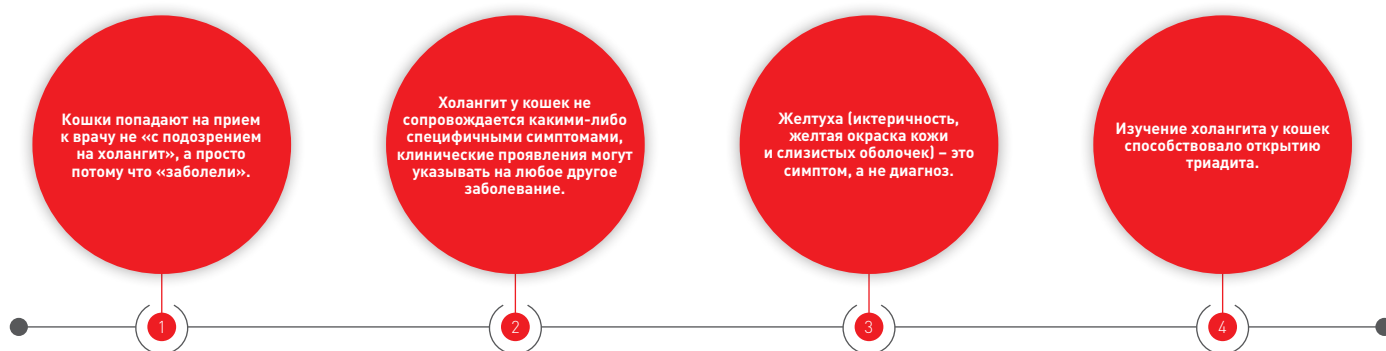 Кошки попадают на прием
к врачу не «с подозрением
на холангит», а просто
потому что «заболели».
Холангит у кошек не
сопровождается какими-либо
специфичными симптомами,
клинические проявления могут
указывать на любое другое
заболевание.
Желтуха (иктеричность,
желтая окраска кожи
и слизистых оболочек) – это
симптом, а не диагноз.
Изучение холангита у кошек
способствовало открытию
триадита.
1
2
3
4